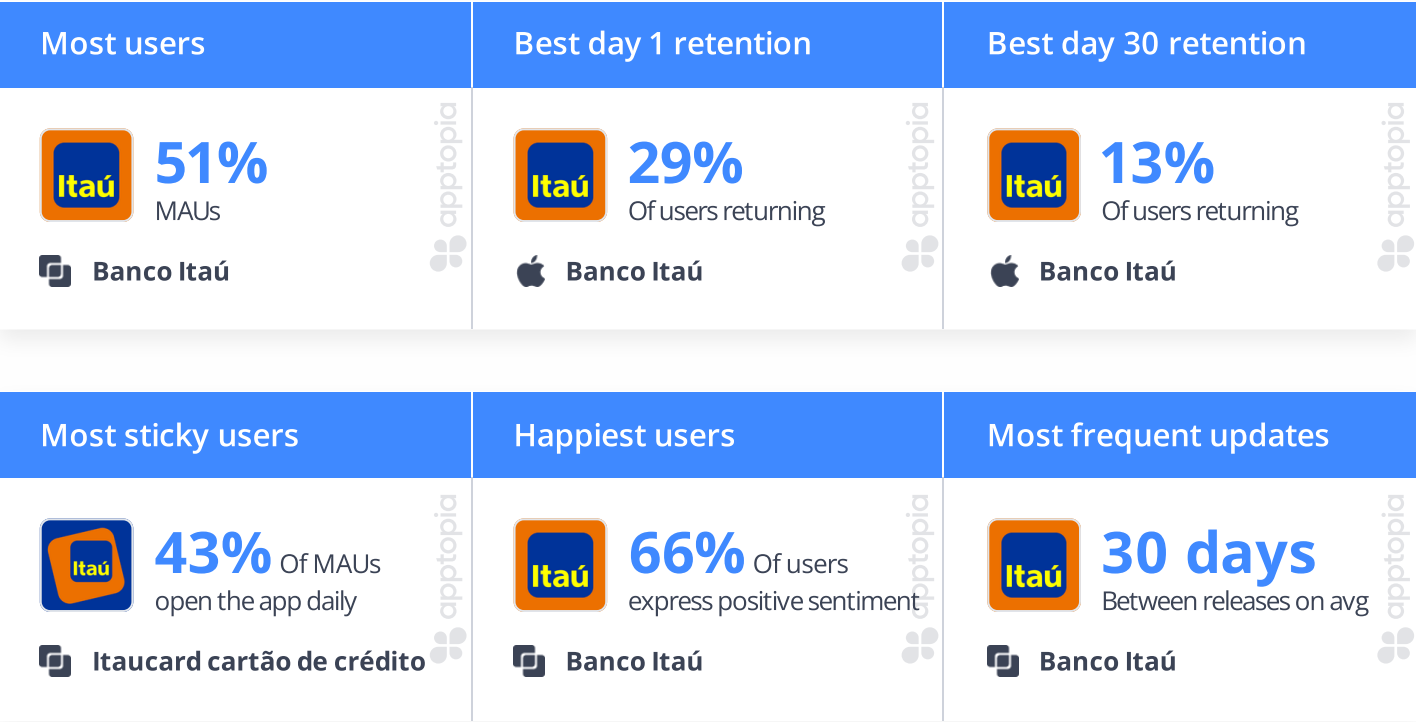 Most users
Itaú
51%
MAUs
Banco Itaú
apptopia
Best day 1 retention
Itaú
29%
Of users returning
Banco Itaú
apptopia
Best day 30 retention
Itaú
13%
Of users returning
Banco Itaú
apptopia
Most sticky users
Itaú
43% Of MAUs
open the app daily
Itaucard cartão de crédito
apptopia
Happiest users
Itaú
66% Of users
express positive sentiment
Banco Itaú
apptopia
Most frequent updates
Itaú
30 days
Between releases on avg
Banco Itaú
apptopia